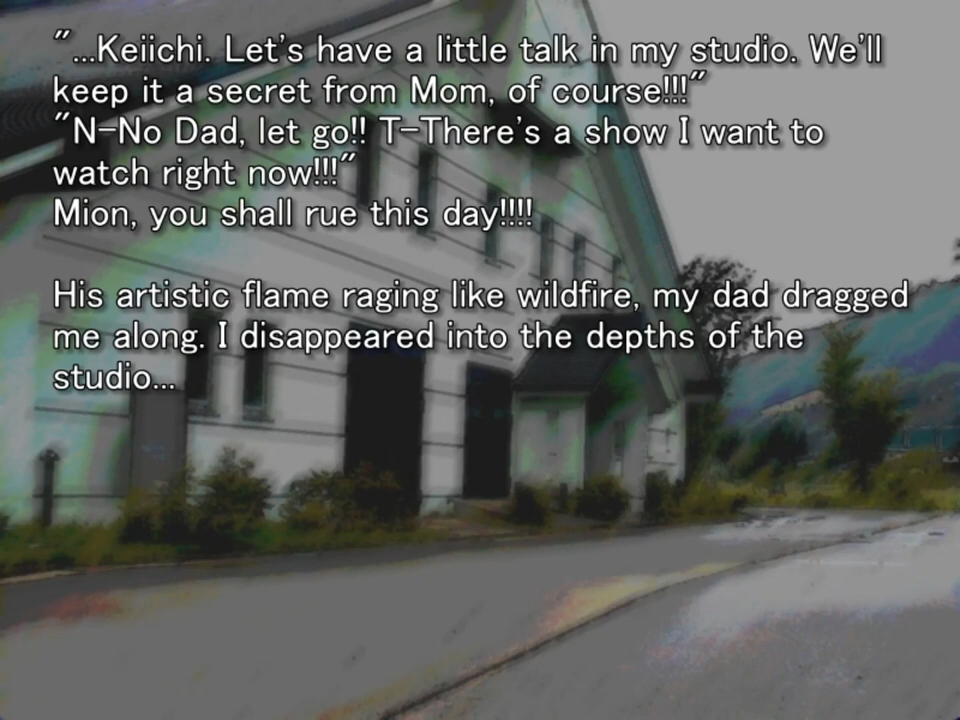 "...Keiichi. Let's have a little talk in my studio. We'll
keep it a secret from Mom, of course!!!"
"N-No Dad, let go!! T-There's a show I want to
watch right now!!!"
Mion, you shall rue this day!!!!
His artistic flame raging like wildfire, my dad dragged
me along. I disappeared into the depths of the
studio...